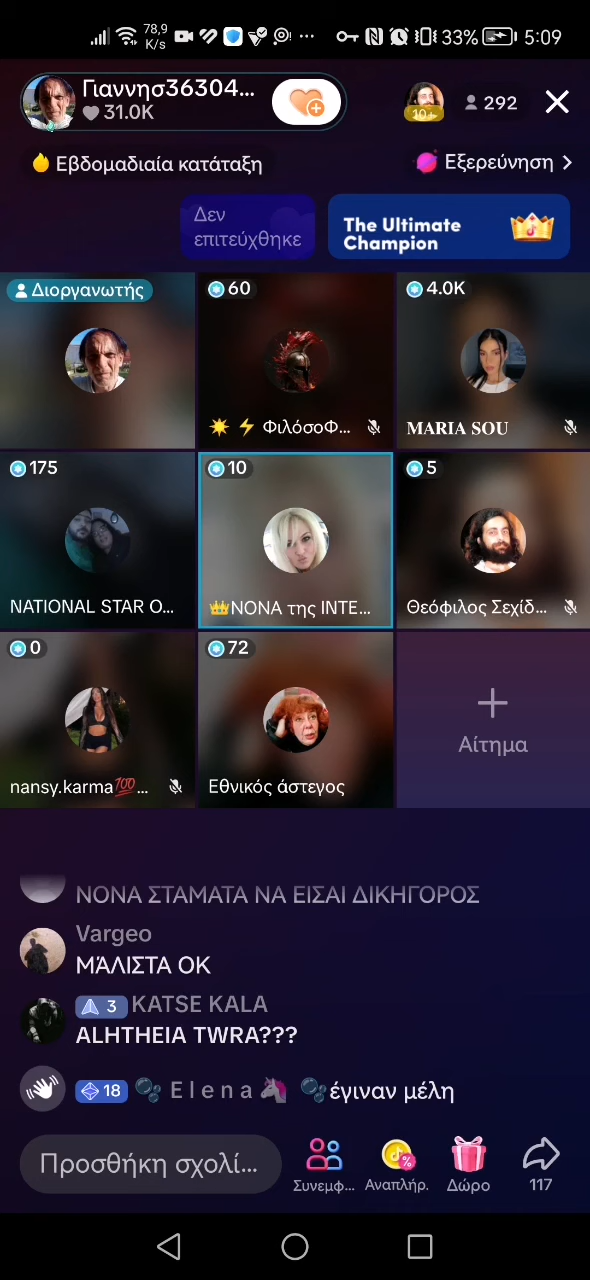 78,9
K/s
33%
5:09
Γιαννησ36304...
31.0K
10+
292
Εβδομαδιαία κατάταξη
Εξερεύνηση >
Δεν
επιτεύχθηκε
The Ultimate
Champion
Διοργανωτής
60
4.0K
ΦιλόσοΦ...
MARIA SOU
175
10
5
NATIONAL STAR O...
NONA της INTE...
Θεόφιλος Σεχίδ...
0
72
nansy.karma💯...
Εθνικός άστεγος
Αίτημα
ΝΟΝΑ ΣΤΑΜΑΤΑ ΝΑ ΕΙΣΑΙ ΔΙΚΗΓΟΡΟΣ
Vargeo
ΜΆΛΙΣΤΑ ΟΚ
3 KATSE KALA
ALHTHEIA TWRA???
18 E l e n a έγιναν μέλη
Προσθήκη σχολί...
Συνεμφ...
Αναπλήρ.
Δώρο
117